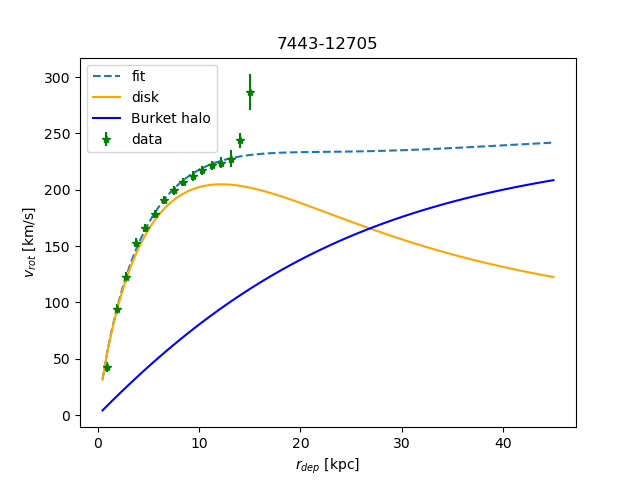 7443-12705
fit
disk
Burket halo
data
300
250
200
150
100
50
0
v_rot [km/s]
0 10 20 30 40
r_dep [kpc]